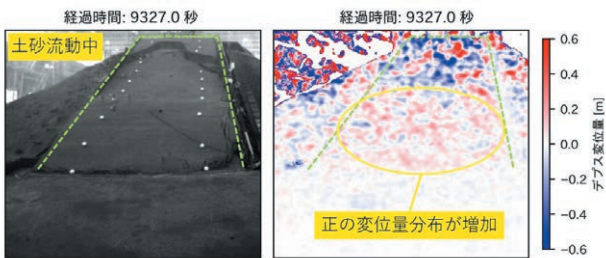 経過時間: 9327.0 秒
土砂流動中
経過時間: 9327.0 秒
正の変位量分布が増加
0.6
0.4
0.2
0.0
−0.2
−0.4
−0.6
デプス変位量 [m]